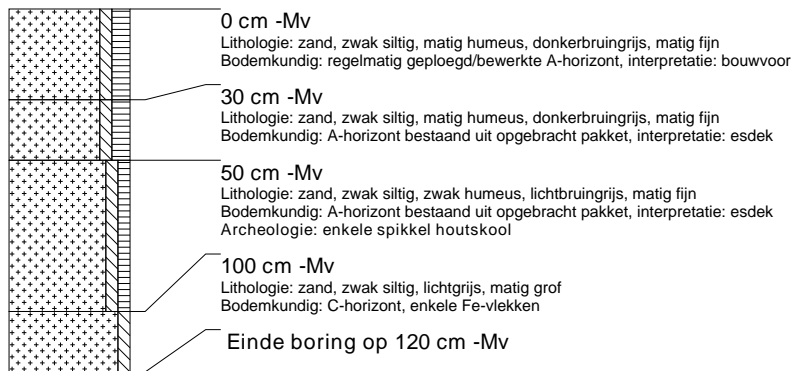 0 cm -Mv
Lithologie: zand, zwak siltig, matig humeus, donkerbruingrijs, matig fijn
Bodemkundig: regelmatig geploegd/bewerkte A-horizont, interpretatie: bouwvoor
30 cm -Mv
Lithologie: zand, zwak siltig, matig humeus, donkerbruingrijs, matig fijn
Bodemkundig: A-horizont bestaand uit opgebracht pakket, interpretatie: esdek
50 cm -Mv
Lithologie: zand, zwak siltig, zwak humeus, lichtbruingrijs, matig fijn
Bodemkundig: A-horizont bestaand uit opgebracht pakket, interpretatie: esdek
Archeologie: enkele spikkel houtskool
100 cm -Mv
Lithologie: zand, zwak siltig, lichtgrijs, matig grof
Bodemkundig: C-horizont, enkele Fe-vlekken
Einde boring op 120 cm -Mv